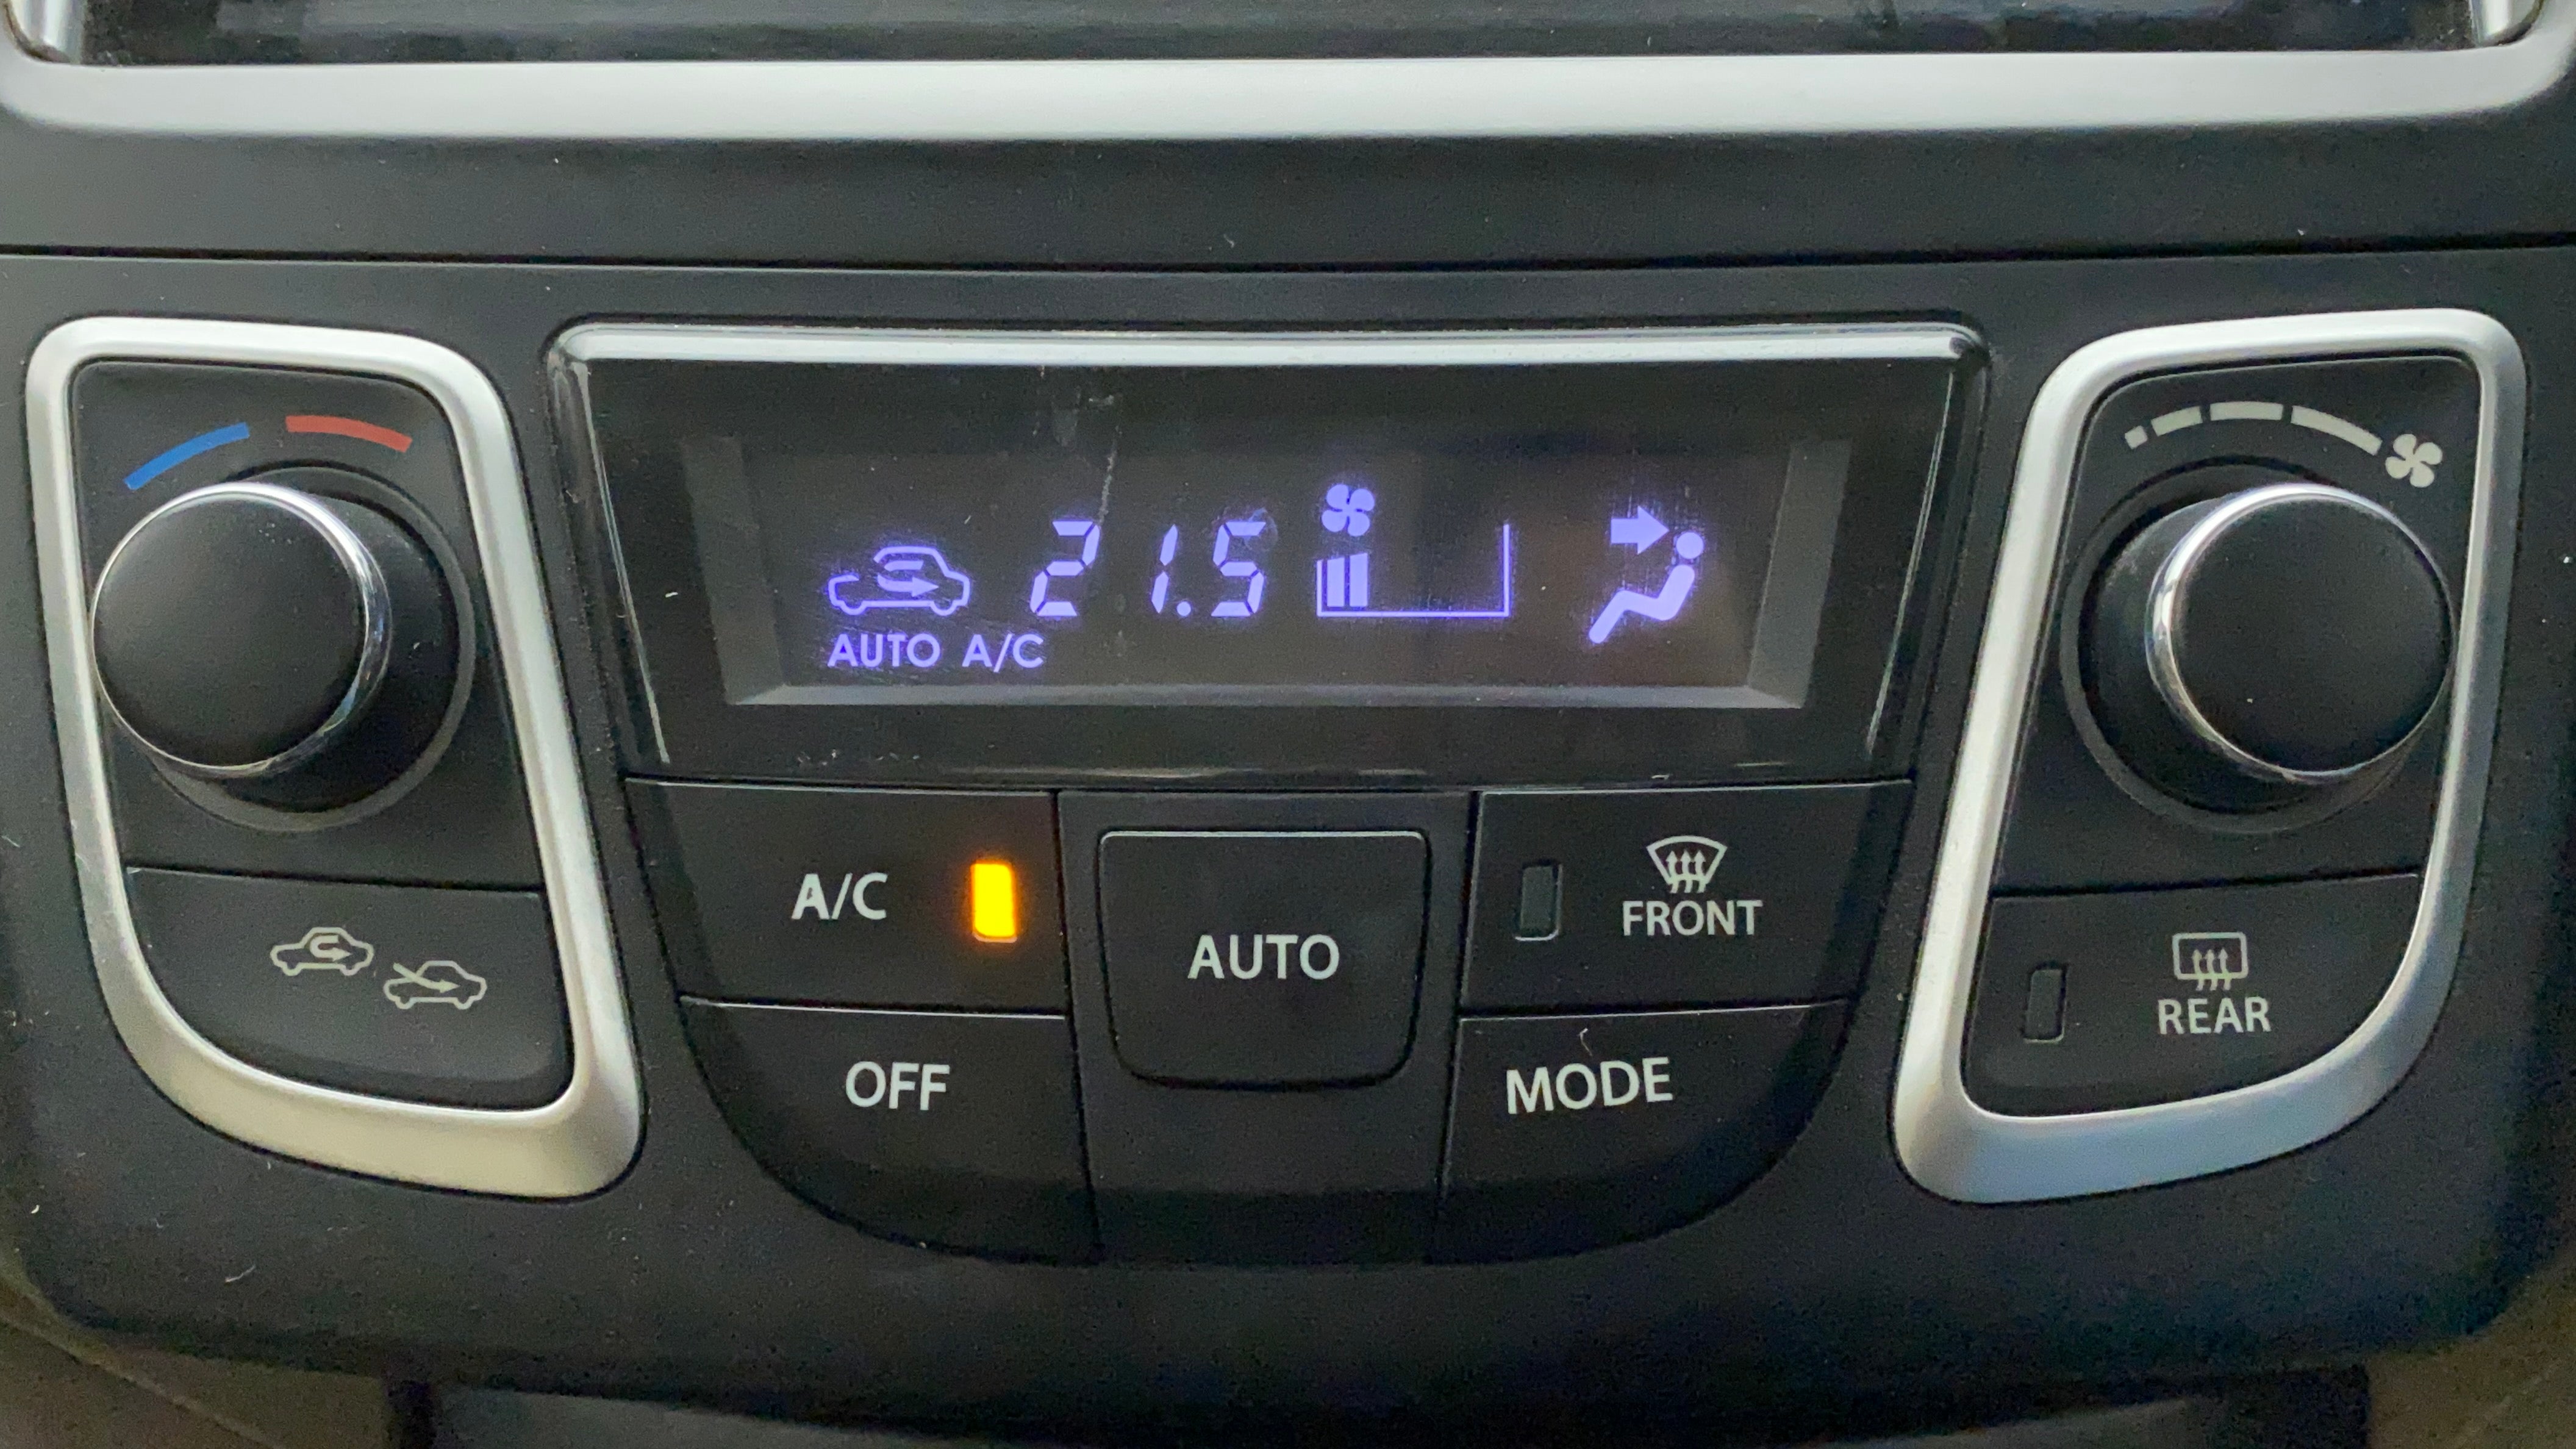 21.5
AUTO A/C
A/C
AUTO
FRONT
OFF
MODE
REAR